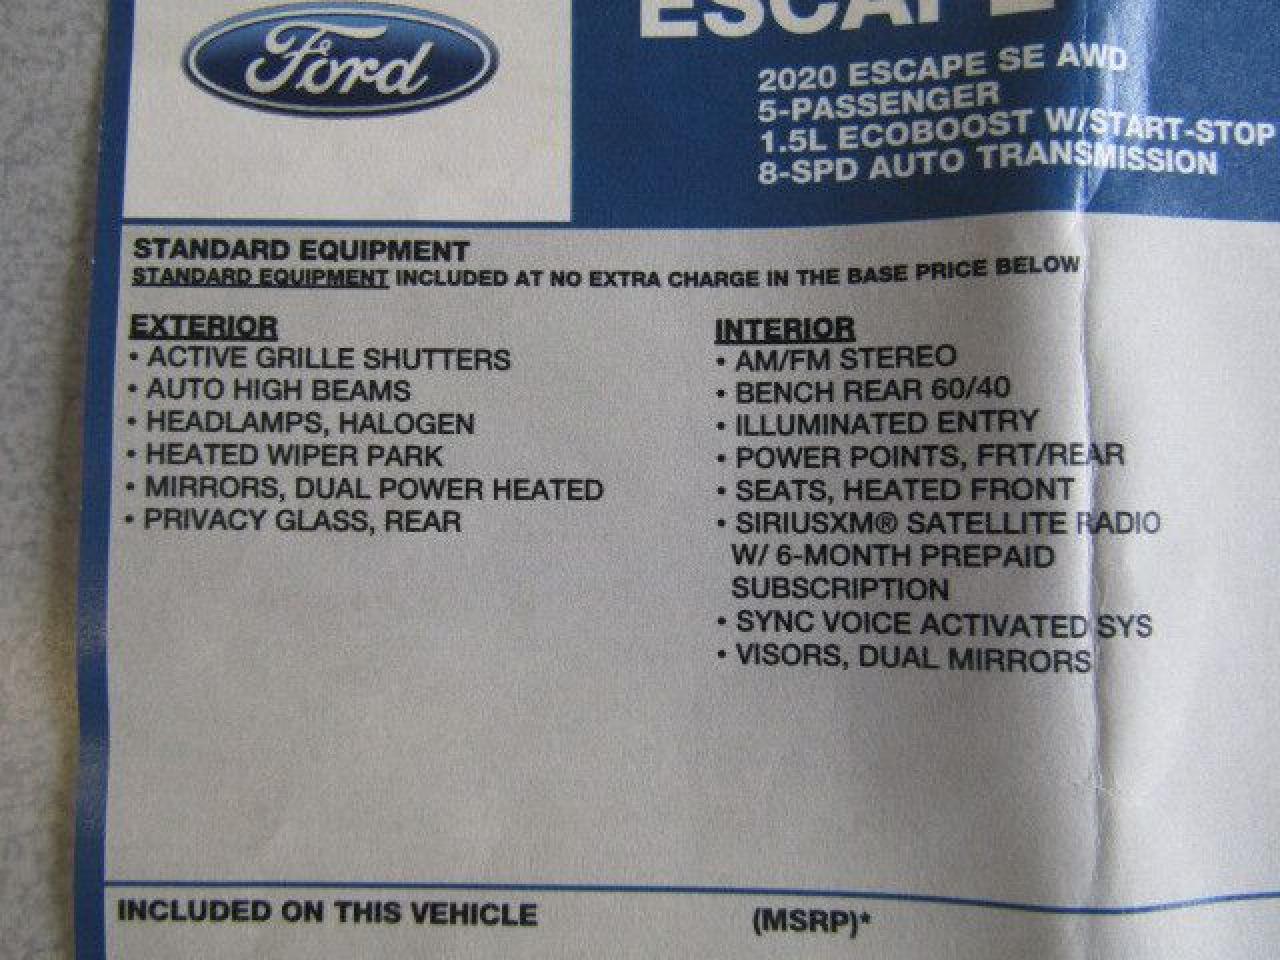 Ford
ESCAPE
2020 ESCAPE SE AWD
5-PASSENGER
1.5L ECOBOOST W/START-STOP
8-SPD AUTO TRANSMISSION
STANDARD EQUIPMENT
STANDARD EQUIPMENT INCLUDED AT NO EXTRA CHARGE IN THE BASE PRICE BELOW
EXTERIOR
• ACTIVE GRILLE SHUTTERS
• AUTO HIGH BEAMS
• HEADLAMPS, HALOGEN
• HEATED WIPER PARK
• MIRRORS, DUAL POWER HEATED
• PRIVACY GLASS, REAR
INTERIOR
• AM/FM STEREO
• BENCH REAR 60/40
• ILLUMINATED ENTRY
• POWER POINTS, FRT/REAR
• SEATS, HEATED FRONT
• SIRIUSXM® SATELLITE RADIO
W/ 6-MONTH PREPAID
SUBSCRIPTION
• SYNC VOICE ACTIVATED SYS
• VISORS, DUAL MIRRORS
INCLUDED ON THIS VEHICLE
(MSRP)*